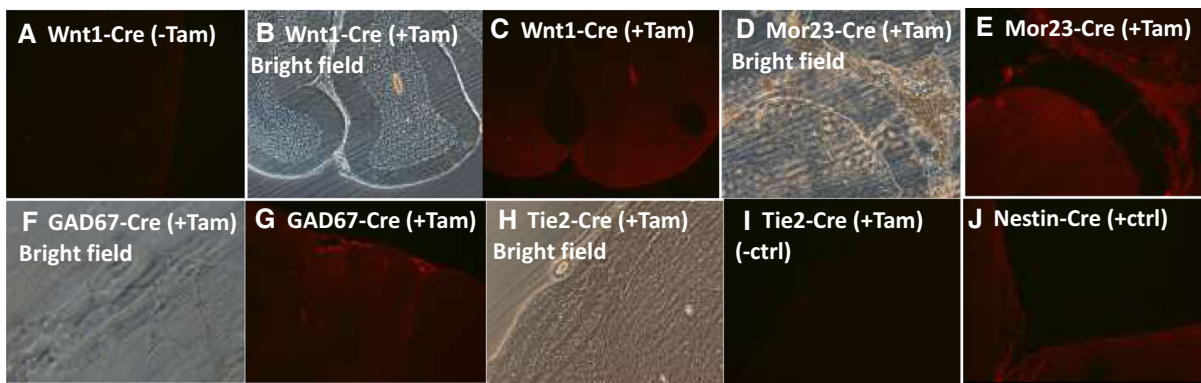 A Wnt1-Cre (-Tam)
B Wnt1-Cre (+Tam)
Bright field
C Wnt1-Cre (+Tam)
D Mor23-Cre (+Tam)
Bright field
E Mor23-Cre (+Tam)
F GAD67-Cre (+Tam)
Bright field
G GAD67-Cre (+Tam)
H Tie2-Cre (+Tam)
Bright field
I Tie2-Cre (+Tam)
(-ctrl)
J Nestin-Cre (+ctrl)